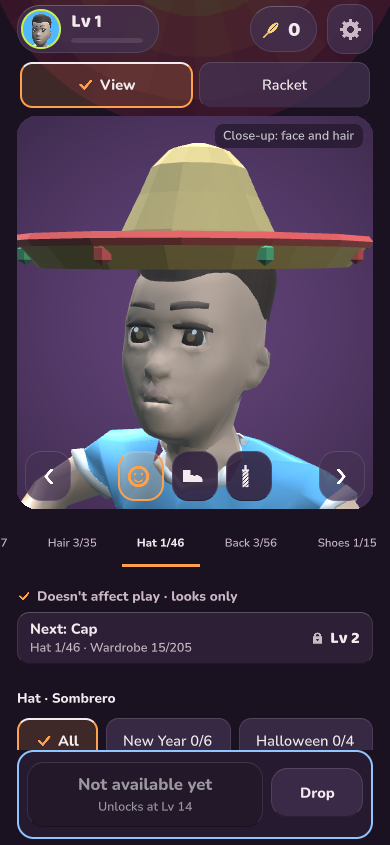 Lv 1
0
View
Racket
Close-up: face and hair
7
Hair 3/35
Hat 1/46
Back 3/56
Shoes 1/15
Doesn't affect play · looks only
Next: Cap
Hat 1/46 · Wardrobe 15/205
Lv 2
Hat · Sombrero
All
New Year 0/6
Halloween 0/4
Not available yet
Unlocks at Lv 14
Drop